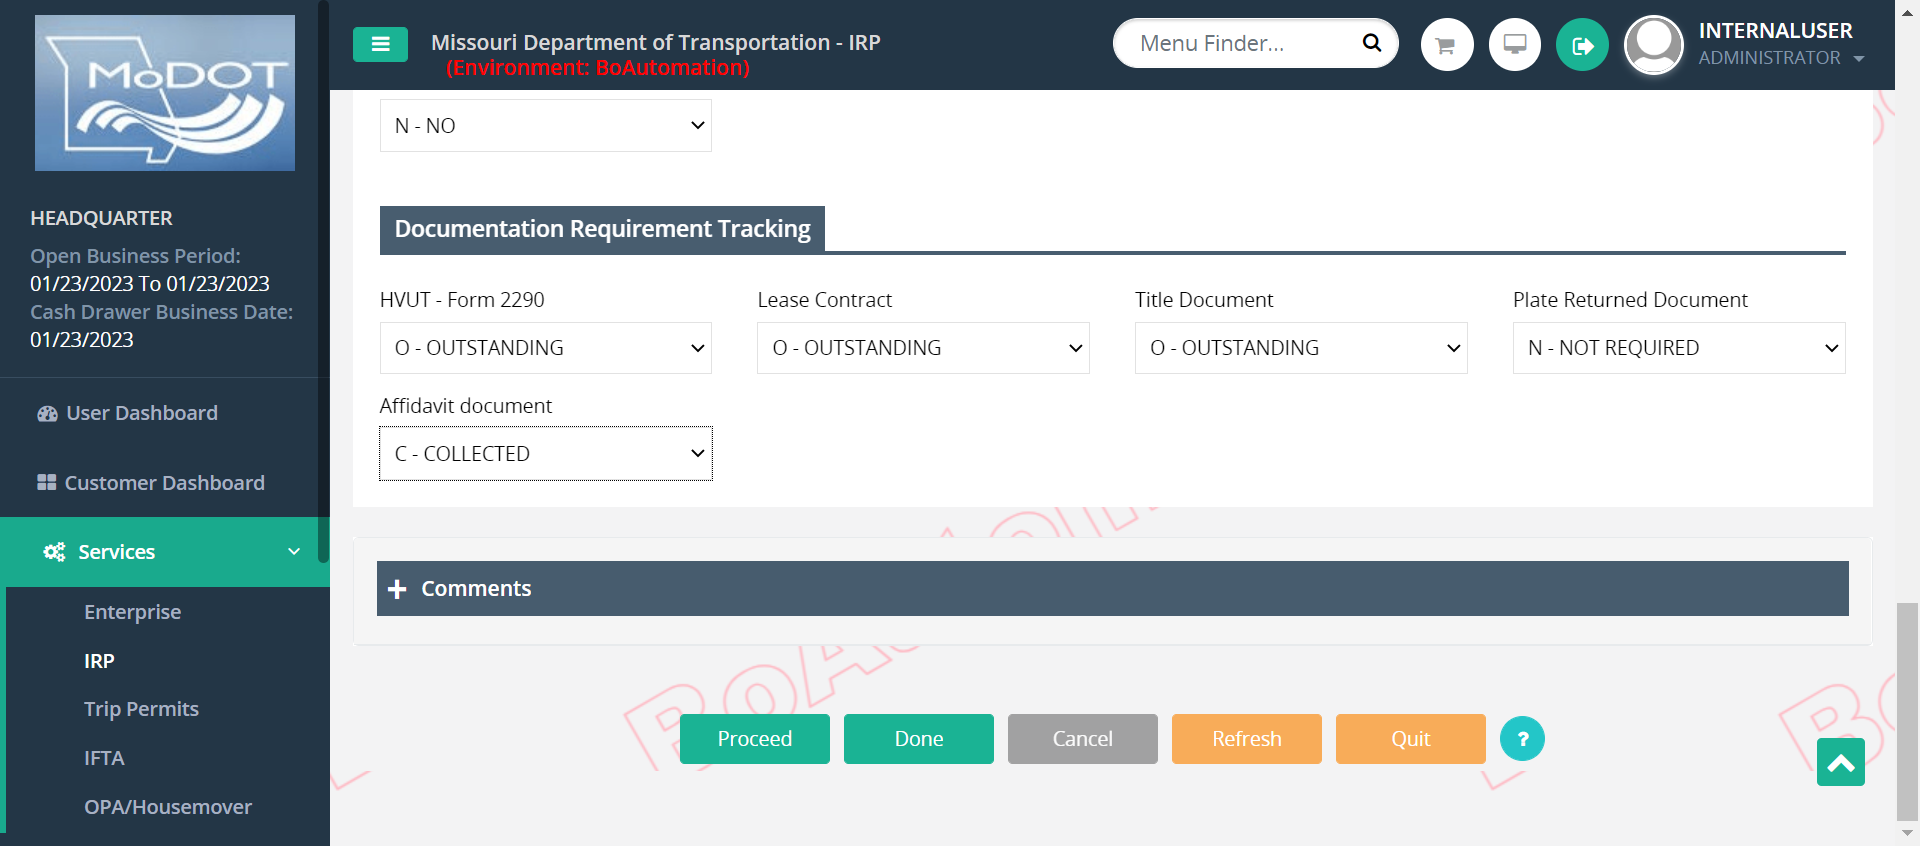 MoDOT
HEADQUARTER
Open Business Period:
01/23/2023 To 01/23/2023
Cash Drawer Business Date:
01/23/2023
User Dashboard
Customer Dashboard
Services
Enterprise
IRP
Trip Permits
IFTA
OPA/Housemover
Missouri Department of Transportation - IRP
(Environment: BoAutomation)
Menu Finder...
INTERNALUSER
ADMINISTRATOR
N - NO
Documentation Requirement Tracking
HVUT - Form 2290
Lease Contract
Title Document
Plate Returned Document
O - OUTSTANDING
O - OUTSTANDING
O - OUTSTANDING
N - NOT REQUIRED
Affidavit document
C - COLLECTED
Comments
Proceed
Done
Cancel
Refresh
Quit
?